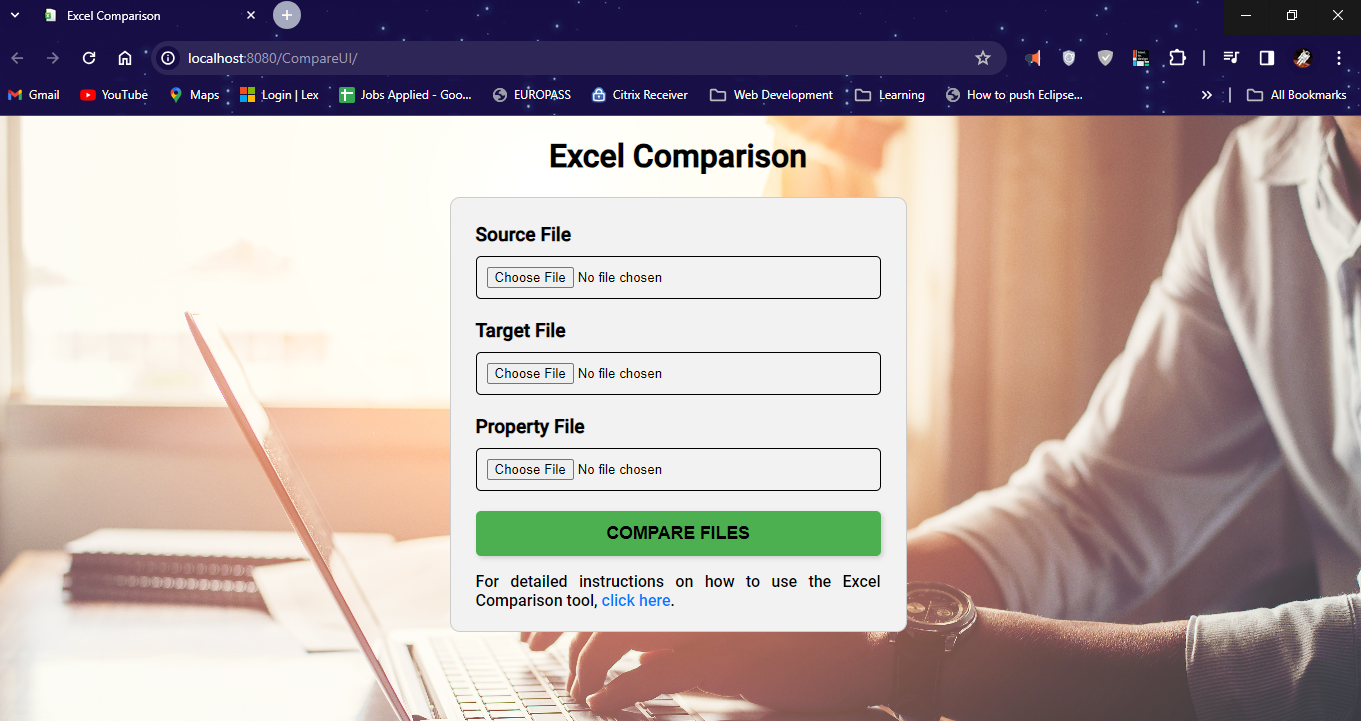 Excel Comparison
localhost:8080/CompareUI/
Gmail YouTube Maps Login | Lex Jobs Applied - Goo... EUROPASS Citrix Receiver Web Development Learning How to push Eclipse... » All Bookmarks
Excel Comparison
Source File
Choose File No file chosen
Target File
Choose File No file chosen
Property File
Choose File No file chosen
COMPARE FILES
For detailed instructions on how to use the Excel
Comparison tool, click here.